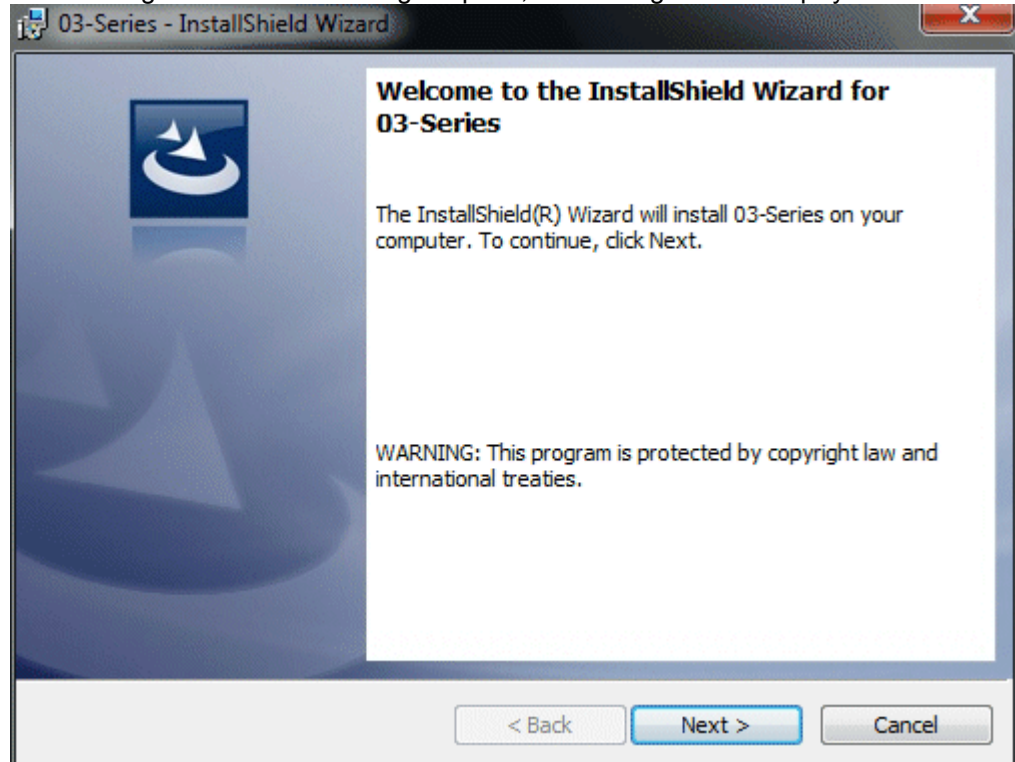 03-Series - InstallShield Wizard
Welcome to the InstallShield Wizard for
03-Series
The InstallShield(R) Wizard will install 03-Series on your
computer. To continue, click Next.
WARNING: This program is protected by copyright law and
international treaties.
< Back
Next >
Cancel